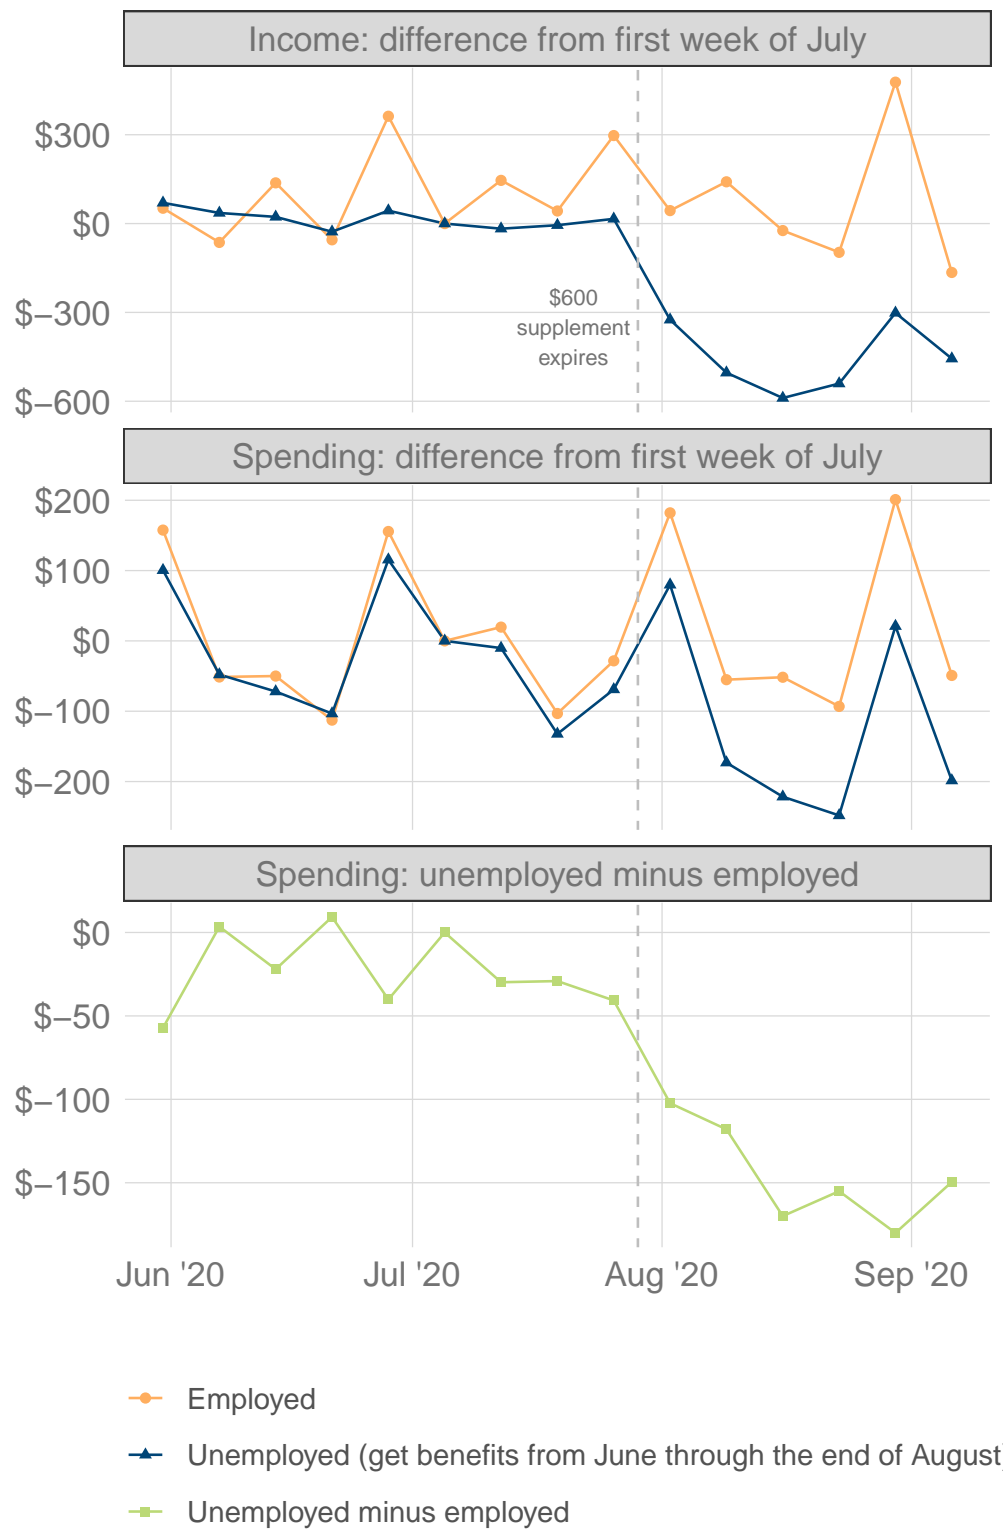 Income: difference from first week of July
$300
$0
$−300
$−600
$600
supplement
expires
Spending: difference from first week of July
$200
$100
$0
$−100
$−200
Spending: unemployed minus employed
$0
$−50
$−100
$−150
Jun '20 Jul '20 Aug '20 Sep '20
Employed
Unemployed (get benefits from June through the end of August)
Unemployed minus employed